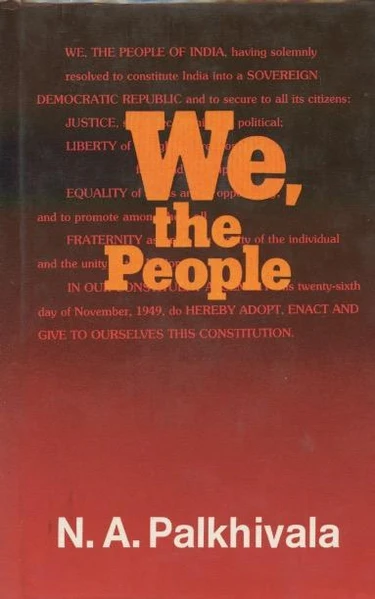 WE, THE PEOPLE OF INDIA, having solemnly
resolved to constitute India into a SOVEREIGN
DEMOCRATIC REPUBLIC and to secure to all its citizens:
JUSTICE, political;
LIBERTY of
EQUALITY of
and to promote
FRATERNITY of the individual
and the unity
IN twenty-sixth
day of November, 1949, do HEREBY ADOPT, ENACT AND
GIVE TO OURSELVES THIS CONSTITUTION.
We,
the
People
N. A. Palkhivala